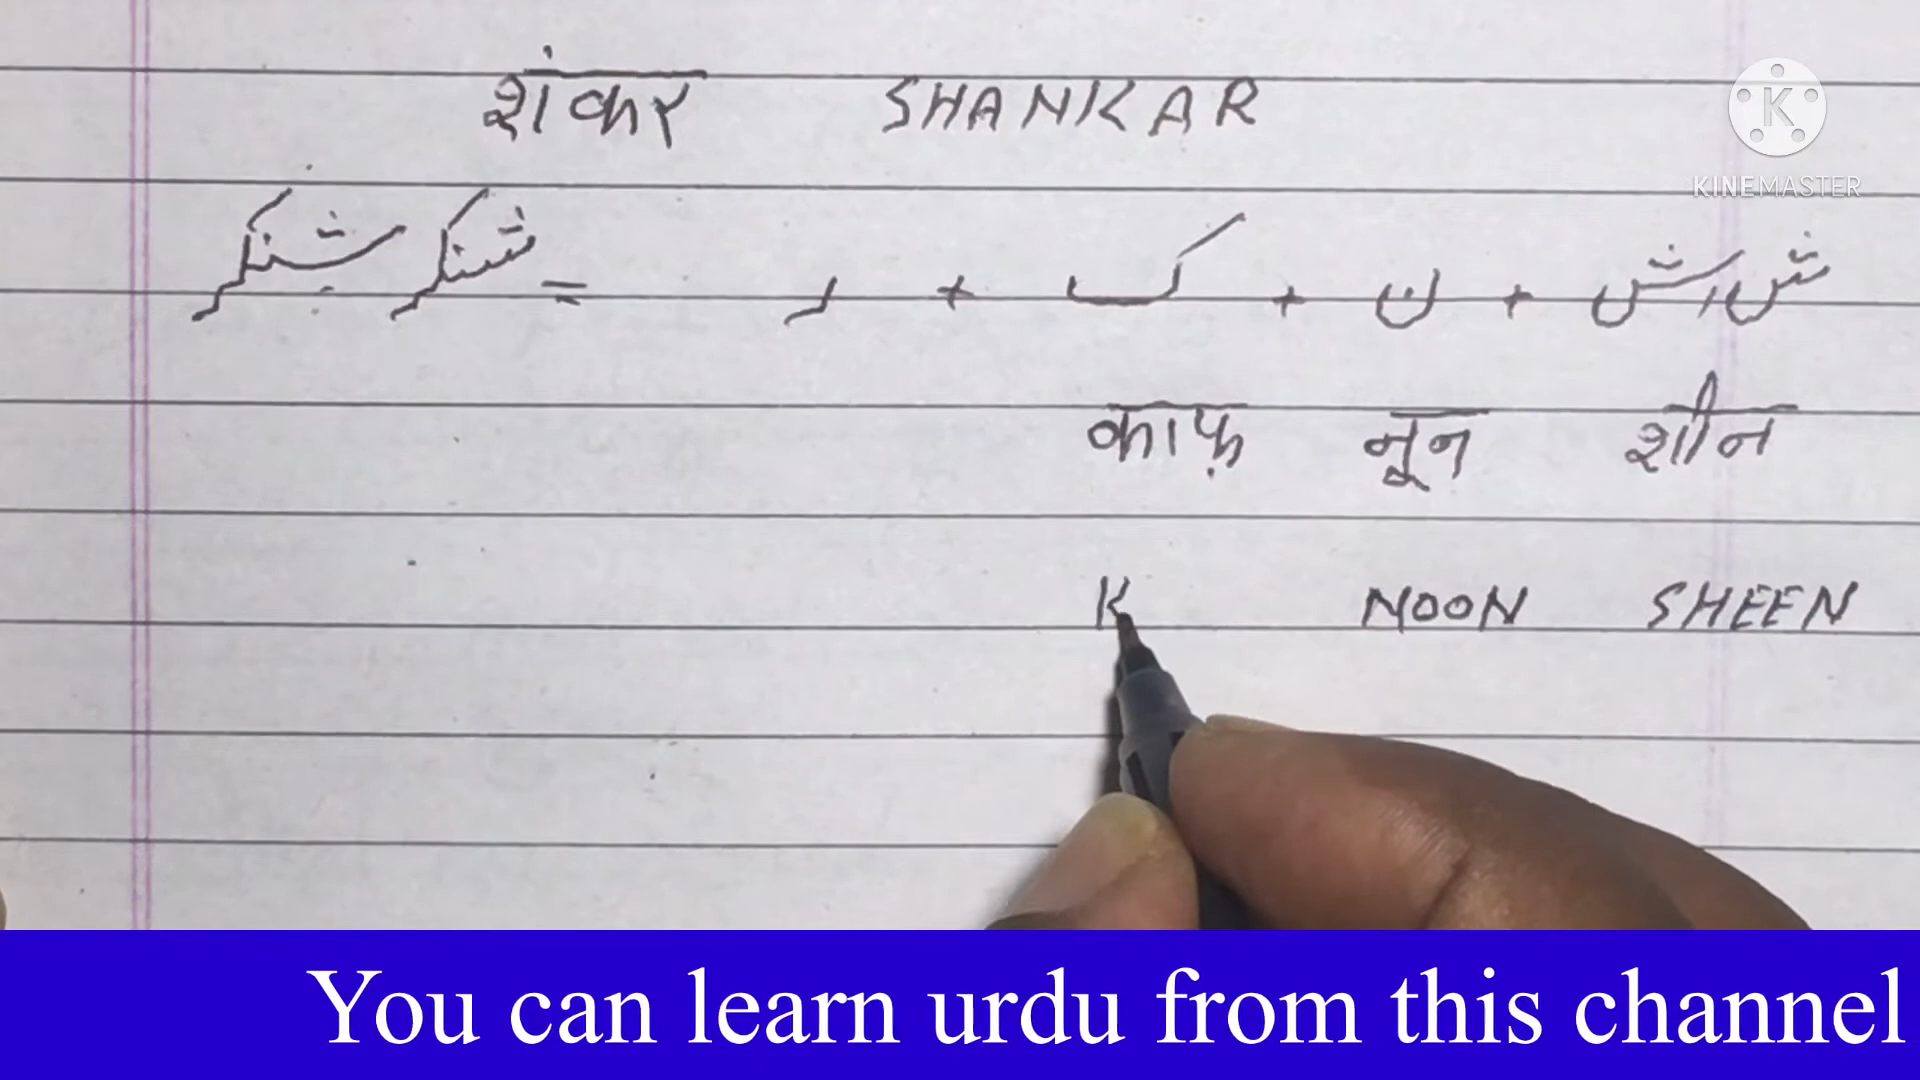 शंकर SHANKAR
KINEMASTER
ش ش + ن + ک + ر = شنکر شنکر
काफ़ नून शीन
K NOON SHEEN
You can learn urdu from this channel